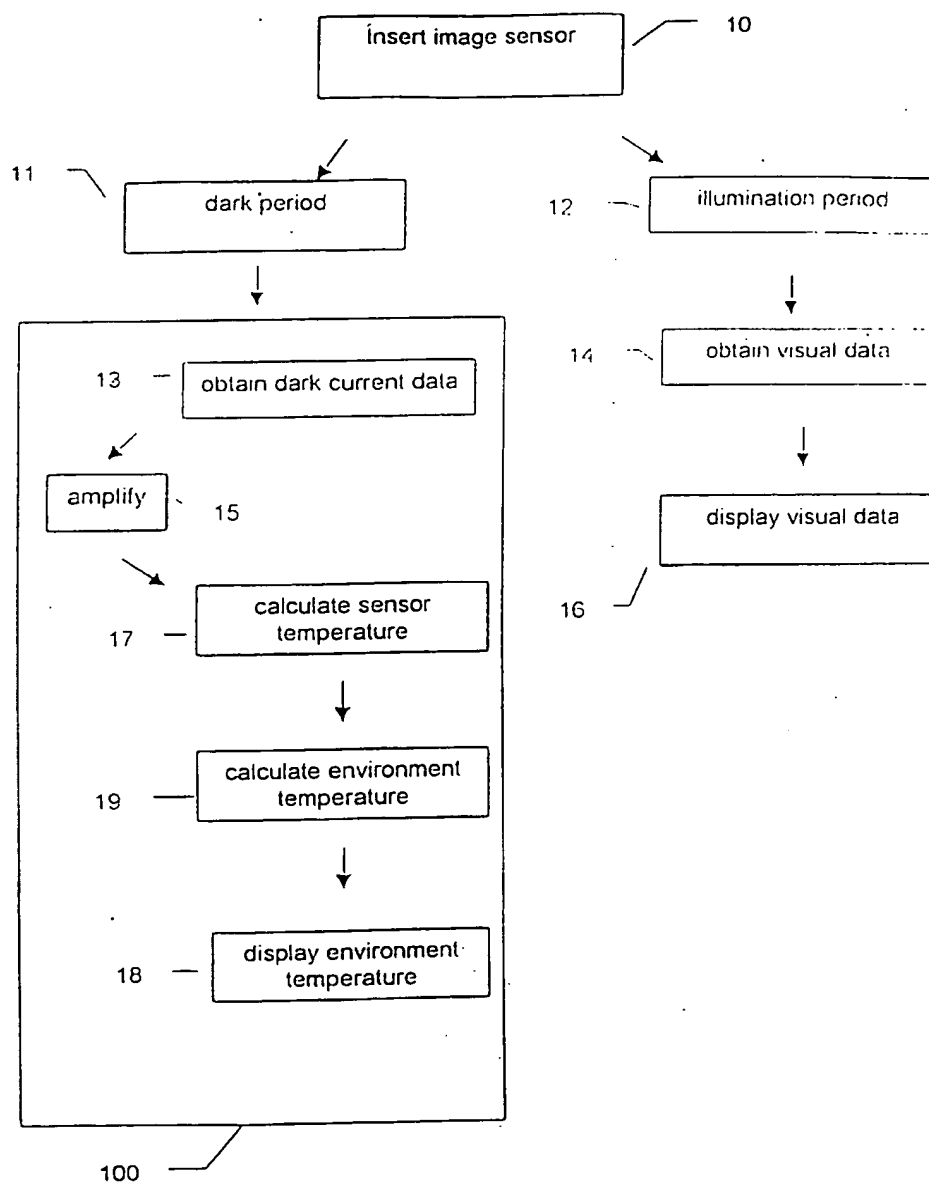 Insert image sensor
10
11
dark period
12
illumination period
13
obtain dark current data
14
obtain visual data
amplify
15
display visual data
16
17
calculate sensor
temperature
19
calculate environment
temperature
18
display environment
temperature
100